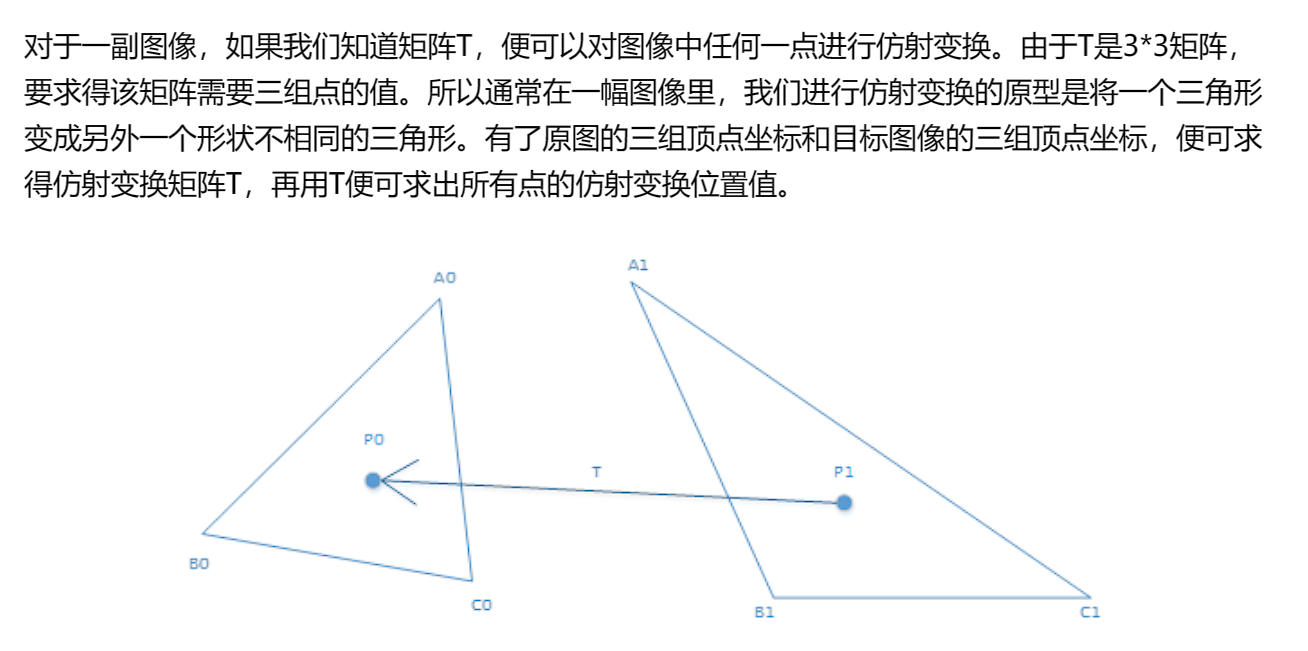 对于一副图像，如果我们知道矩阵T，便可以对图像中任何一点进行仿射变换。由于T是3*3矩阵，
要求得该矩阵需要三组点的值。所以通常在一幅图像里，我们进行仿射变换的原型是将一个三角形
变成另外一个形状不相同的三角形。有了原图的三组顶点坐标和目标图像的三组顶点坐标，便可求
得仿射变换矩阵T，再用T便可求出所有点的仿射变换位置值。
A0
A1
P0
T
P1
B0
C0
B1
C1